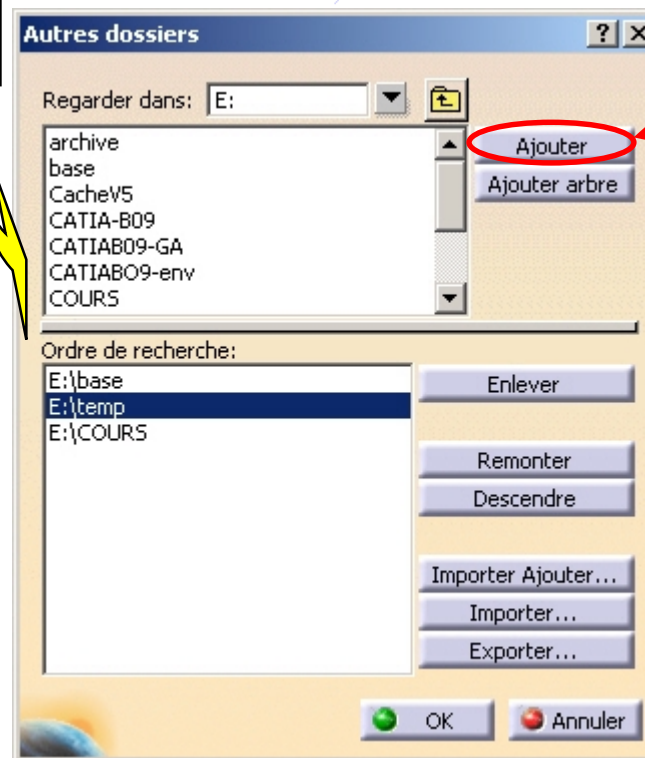 Autres dossiers
Regarder dans: E:
archive
base
CacheV5
CATIA-B09
CATIAB09-GA
CATIABO9-env
COURS
Ajouter
Ajouter arbre
Ordre de recherche:
E:\base
E:\temp
E:\COURS
Enlever
Remonter
Descendre
Importer Ajouter...
Importer...
Exporter...
OK
Annuler